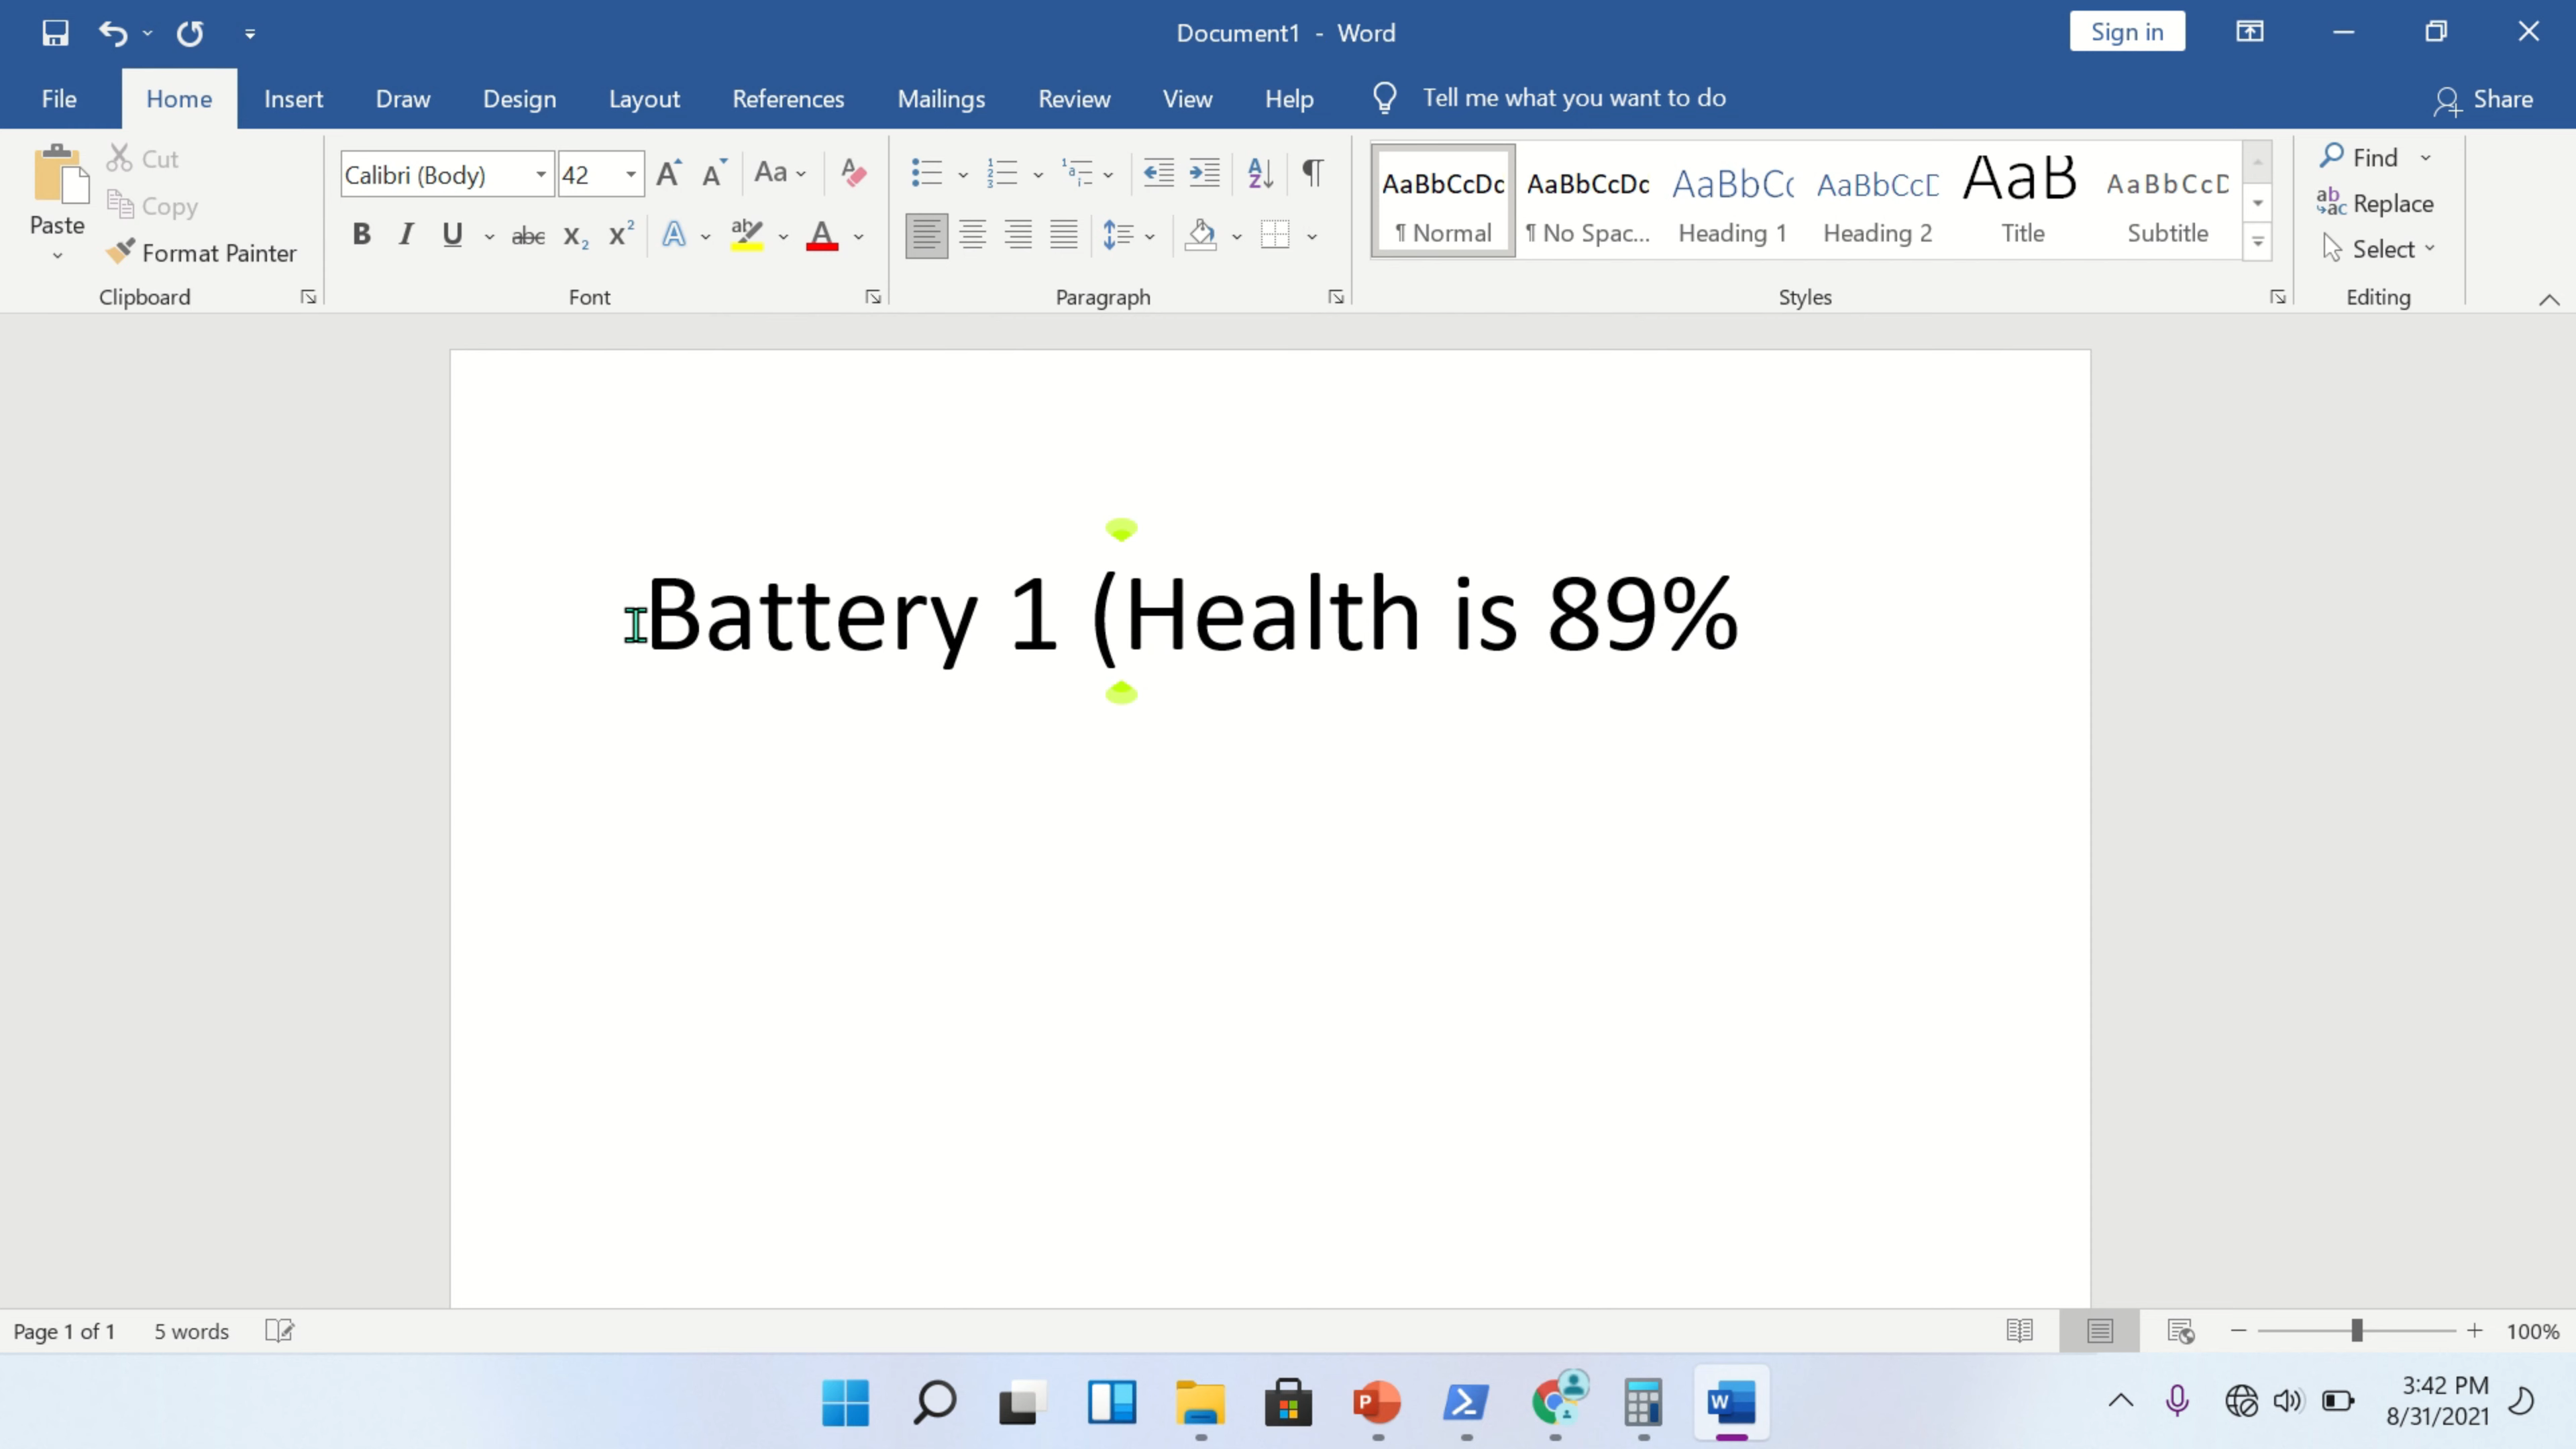 Document1 - Word
Sign in
File Home Insert Draw Design Layout References Mailings Review View Help Tell me what you want to do Share
Paste
Cut
Copy
Format Painter
Clipboard
Calibri (Body) 42
Font
Paragraph
AaBbCcDc AaBbCcDc AaBbC AaBbCcD AaB AaBbCcD
¶ Normal ¶ No Spac... Heading 1 Heading 2 Title Subtitle
Styles
Find
Replace
Select
Editing
Battery 1 (Health is 89%
Page 1 of 1 5 words 100%
3:42 PM
8/31/2021